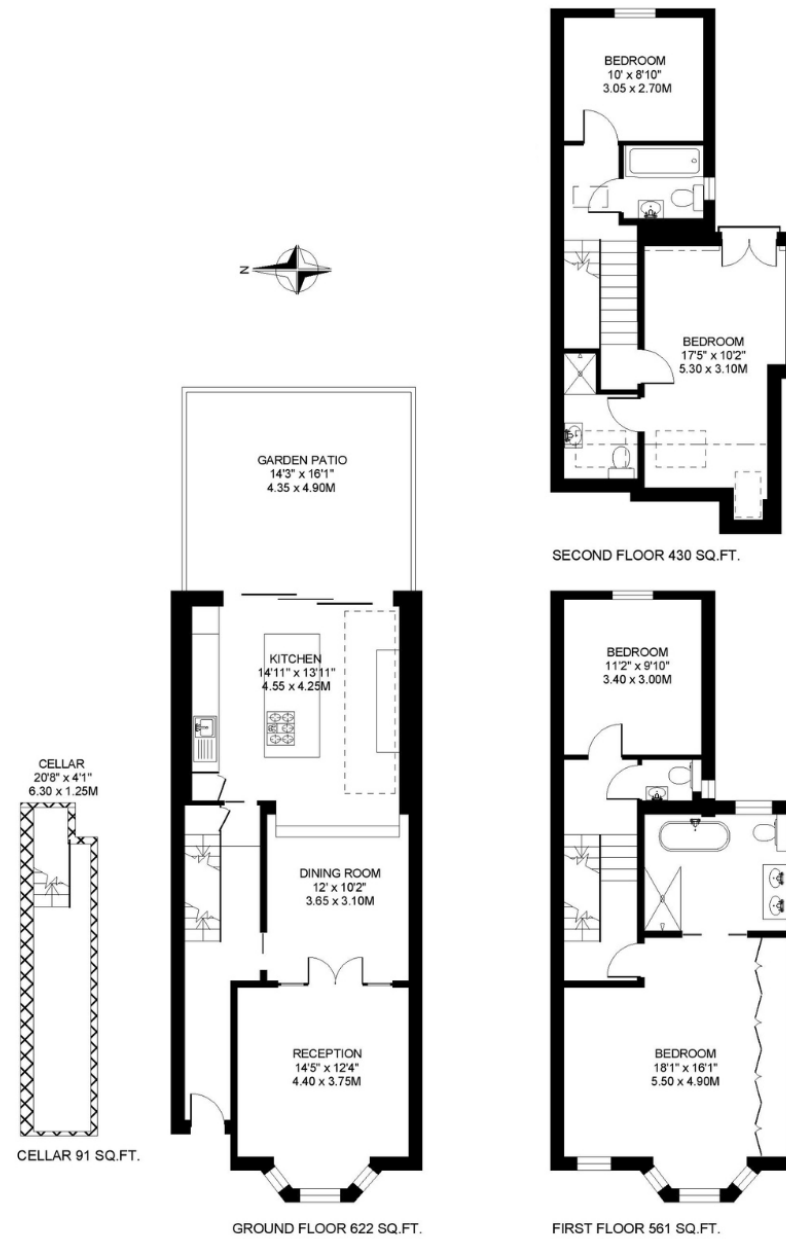 BEDROOM
10' x 8'10"
3.05 x 2.70M
N
BEDROOM
17'5" x 10'2"
5.30 x 3.10M
GARDEN PATIO
14'3" x 16'1"
4.35 x 4.90M
SECOND FLOOR 430 SQ.FT.
KITCHEN
14'11" x 13'11"
4.55 x 4.25M
BEDROOM
11'2" x 9'10"
3.40 x 3.00M
CELLAR
20'8" x 4'1"
6.30 x 1.25M
DINING ROOM
12' x 10'2"
3.65 x 3.10M
RECEPTION
14'5" x 12'4"
4.40 x 3.75M
BEDROOM
18'1" x 16'1"
5.50 x 4.90M
CELLAR 91 SQ.FT.
GROUND FLOOR 622 SQ.FT.
FIRST FLOOR 561 SQ.FT.